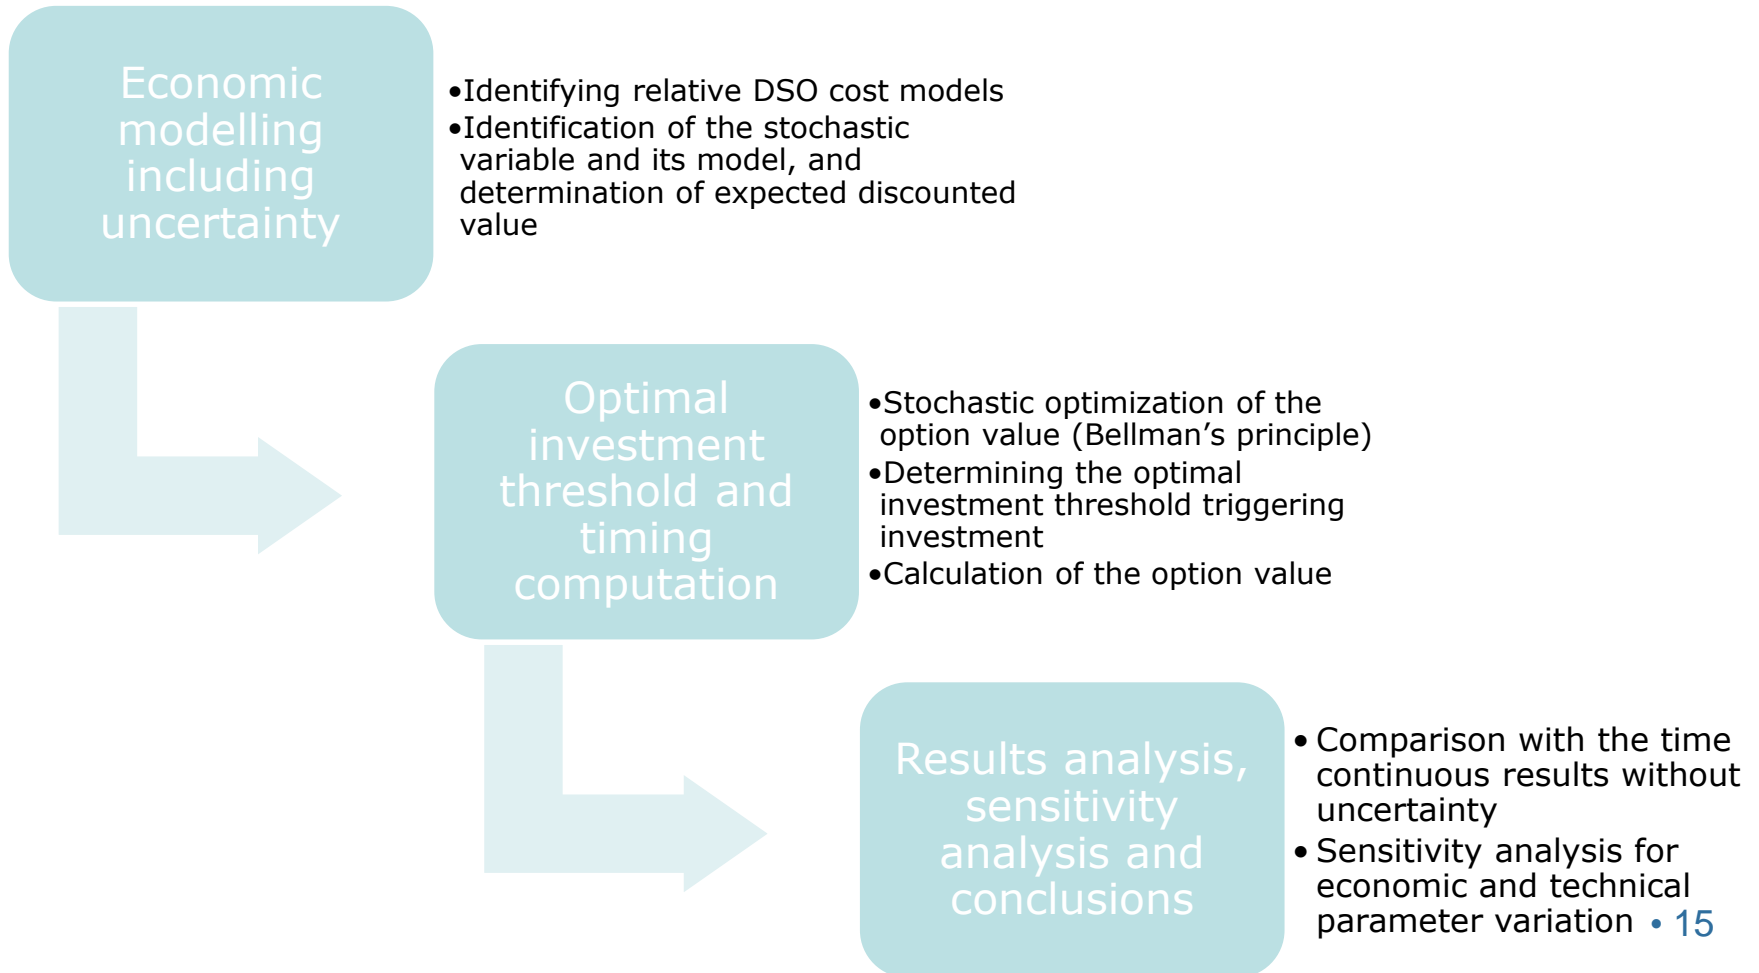 Economic
modelling
including
uncertainty
•Identifying relative DSO cost models
•Identification of the stochastic
variable and its model, and
determination of expected discounted
value
Optimal
investment
threshold and
timing
computation
•Stochastic optimization of the
option value (Bellman’s principle)
•Determining the optimal
investment threshold triggering
investment
•Calculation of the option value
Results analysis,
sensitivity
analysis and
conclusions
• Comparison with the time
continuous results without
uncertainty
• Sensitivity analysis for
economic and technical
parameter variation
• 15